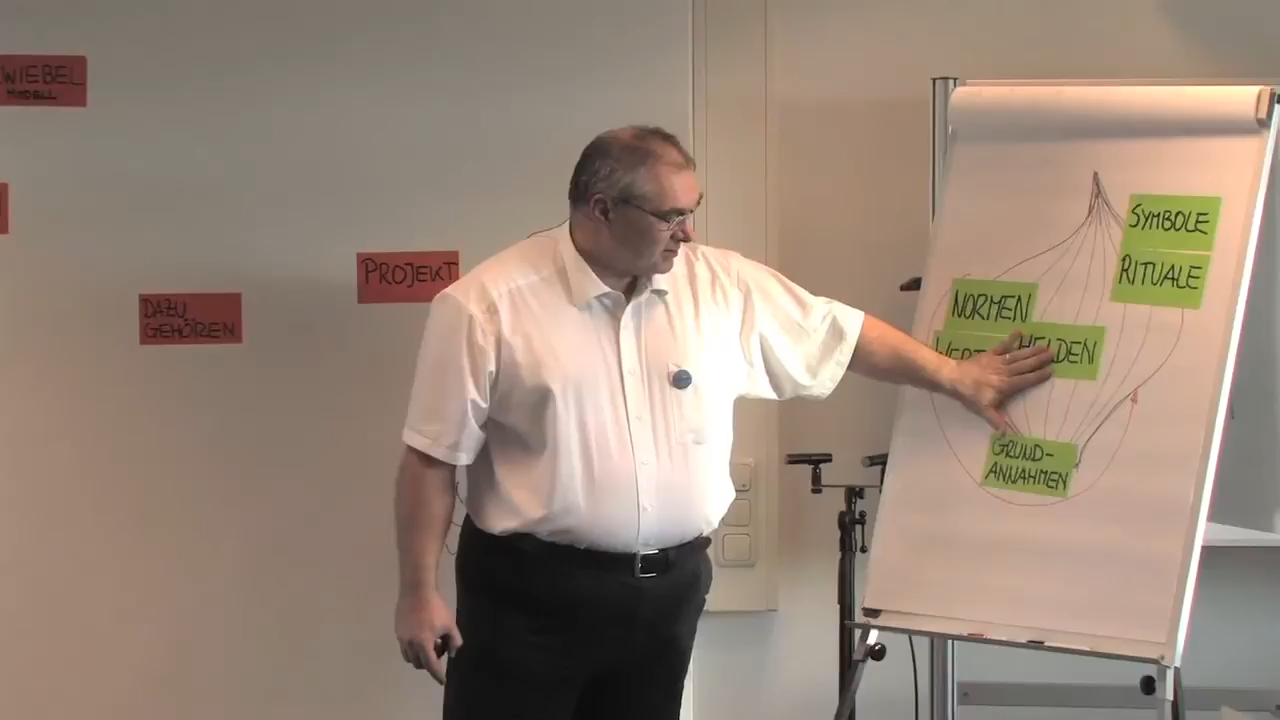 WIEBEL
MODELL
PROJEKT
DAZU
GEHÖREN
SYMBOLE
RITUALE
NORMEN
HELDEN
GRUND-
ANNAHMEN